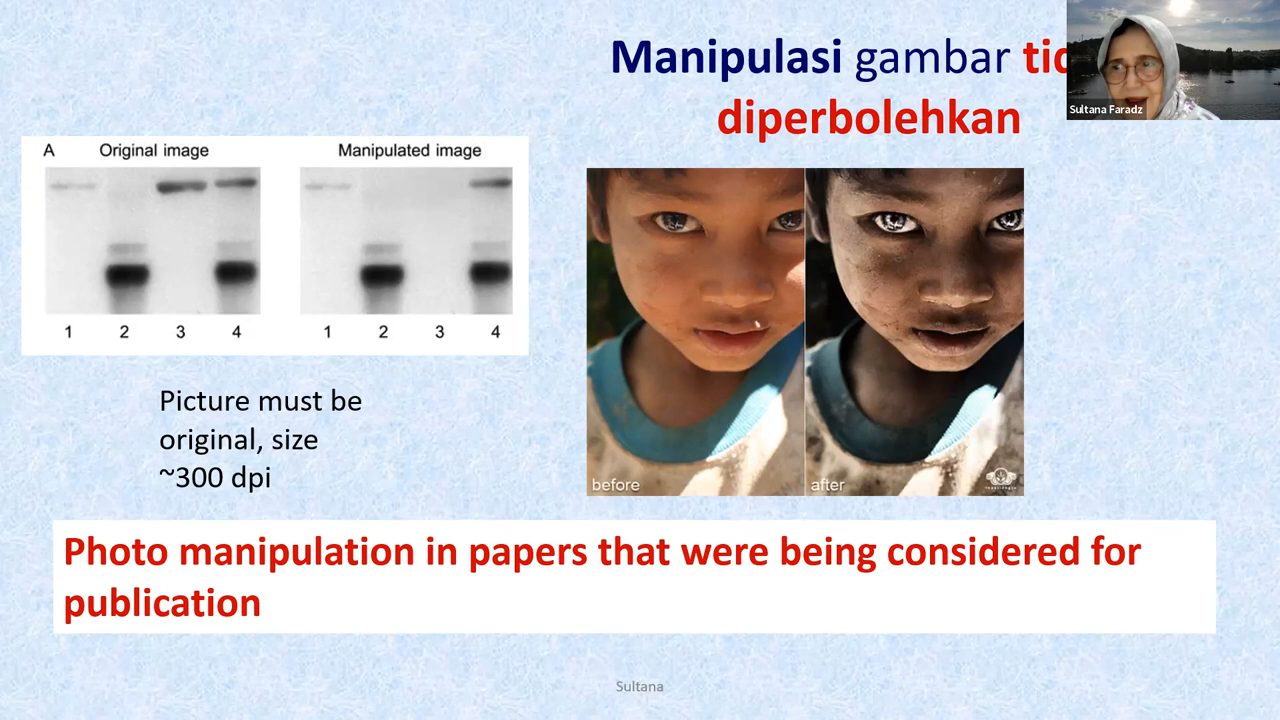 Manipulasi gambar
diperbolehkan
Sultana Faradz
A Original image Manipulated image
1 2 3 4 1 2 3 4
Picture must be
original, size
~300 dpi
before after
Photo manipulation in papers that were being considered for
publication
Sultana